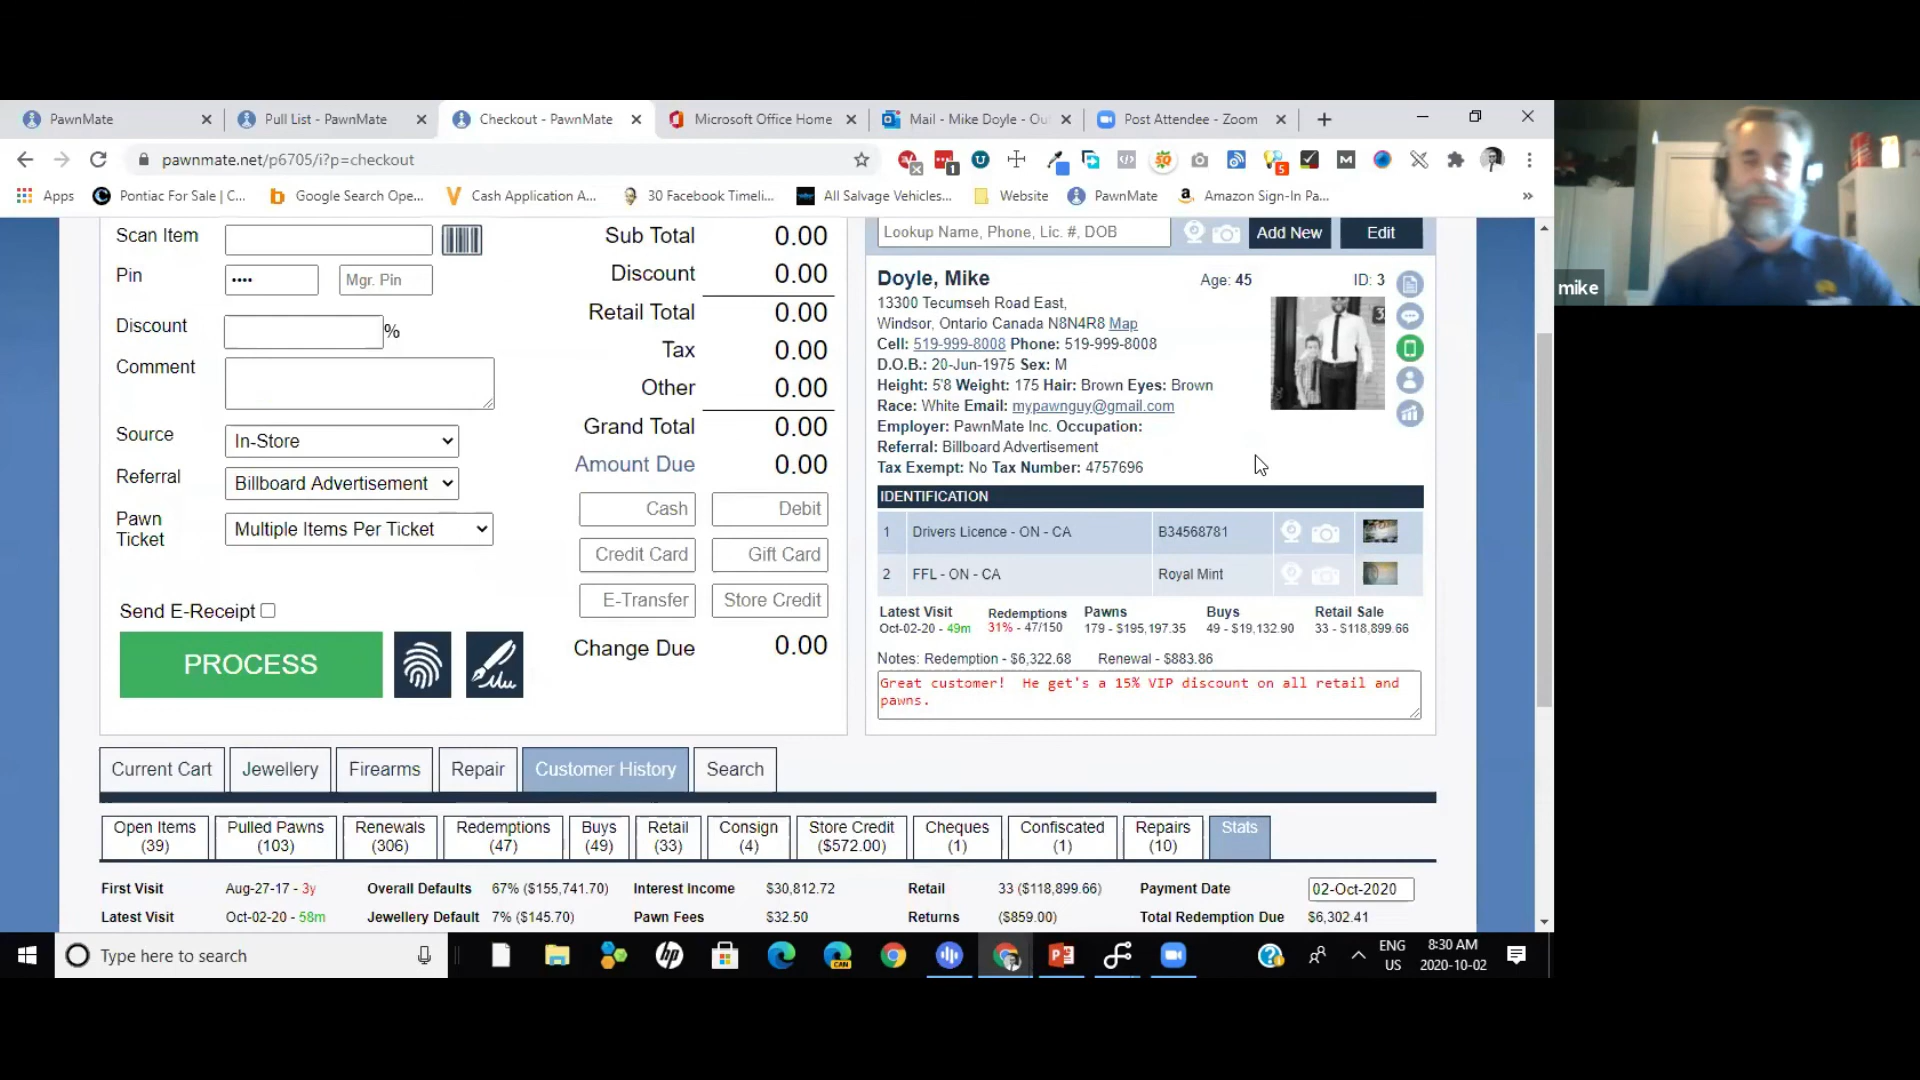 PawnMate
Pull List - PawnMate
Checkout - PawnMate
Microsoft Office Home
Mail - Mike Doyle - Ou
Post Attendee - Zoom
pawnmate.net/p6705/i?p=checkout
Apps
Pontiac For Sale | C...
Google Search Ope...
Cash Application A...
30 Facebook Timeli...
All Salvage Vehicles...
Website
PawnMate
Amazon Sign-In Pa...
Scan Item
Pin
Mgr. Pin
Discount
%
Comment
Source
In-Store
Referral
Billboard Advertisement
Pawn
Ticket
Multiple Items Per Ticket
Send E-Receipt
PROCESS
Sub Total 0.00
Discount 0.00
Retail Total 0.00
Tax 0.00
Other 0.00
Grand Total 0.00
Amount Due 0.00
Cash Debit
Credit Card Gift Card
E-Transfer Store Credit
Change Due 0.00
Lookup Name, Phone, Lic. #, DOB
Add New
Edit
Doyle, Mike Age: 45 ID: 3
13300 Tecumseh Road East,
Windsor, Ontario Canada N8N4R8 Map
Cell: 519-999-8008 Phone: 519-999-8008
D.O.B.: 20-Jun-1975 Sex: M
Height: 5'8 Weight: 175 Hair: Brown Eyes: Brown
Race: White Email: mypawnguy@gmail.com
Employer: PawnMate Inc. Occupation:
Referral: Billboard Advertisement
Tax Exempt: No Tax Number: 4757696
IDENTIFICATION
1 Drivers Licence - ON - CA B34568781
2 FFL - ON - CA Royal Mint
Latest Visit Redemptions Pawns Buys Retail Sale
Oct-02-20 - 49m 31% - 47/150 179 - $195,197.35 49 - $19,132.90 33 - $118,899.66
Notes: Redemption - $6,322.68 Renewal - $883.86
Great customer! He get's a 15% VIP discount on all retail and
pawns.
Current Cart
Jewellery
Firearms
Repair
Customer History
Search
Open Items
(39)
Pulled Pawns
(103)
Renewals
(306)
Redemptions
(47)
Buys
(49)
Retail
(33)
Consign
(4)
Store Credit
($572.00)
Cheques
(1)
Confiscated
(1)
Repairs
(10)
Stats
First Visit Aug-27-17 - 3y Overall Defaults 67% ($155,741.70) Interest Income $30,812.72 Retail 33 ($118,899.66) Payment Date 02-Oct-2020
Latest Visit Oct-02-20 - 58m Jewellery Default 7% ($145.70) Pawn Fees $32.50 Returns ($859.00) Total Redemption Due $6,302.41
Type here to search
ENG
US
8:30 AM
2020-10-02
mike